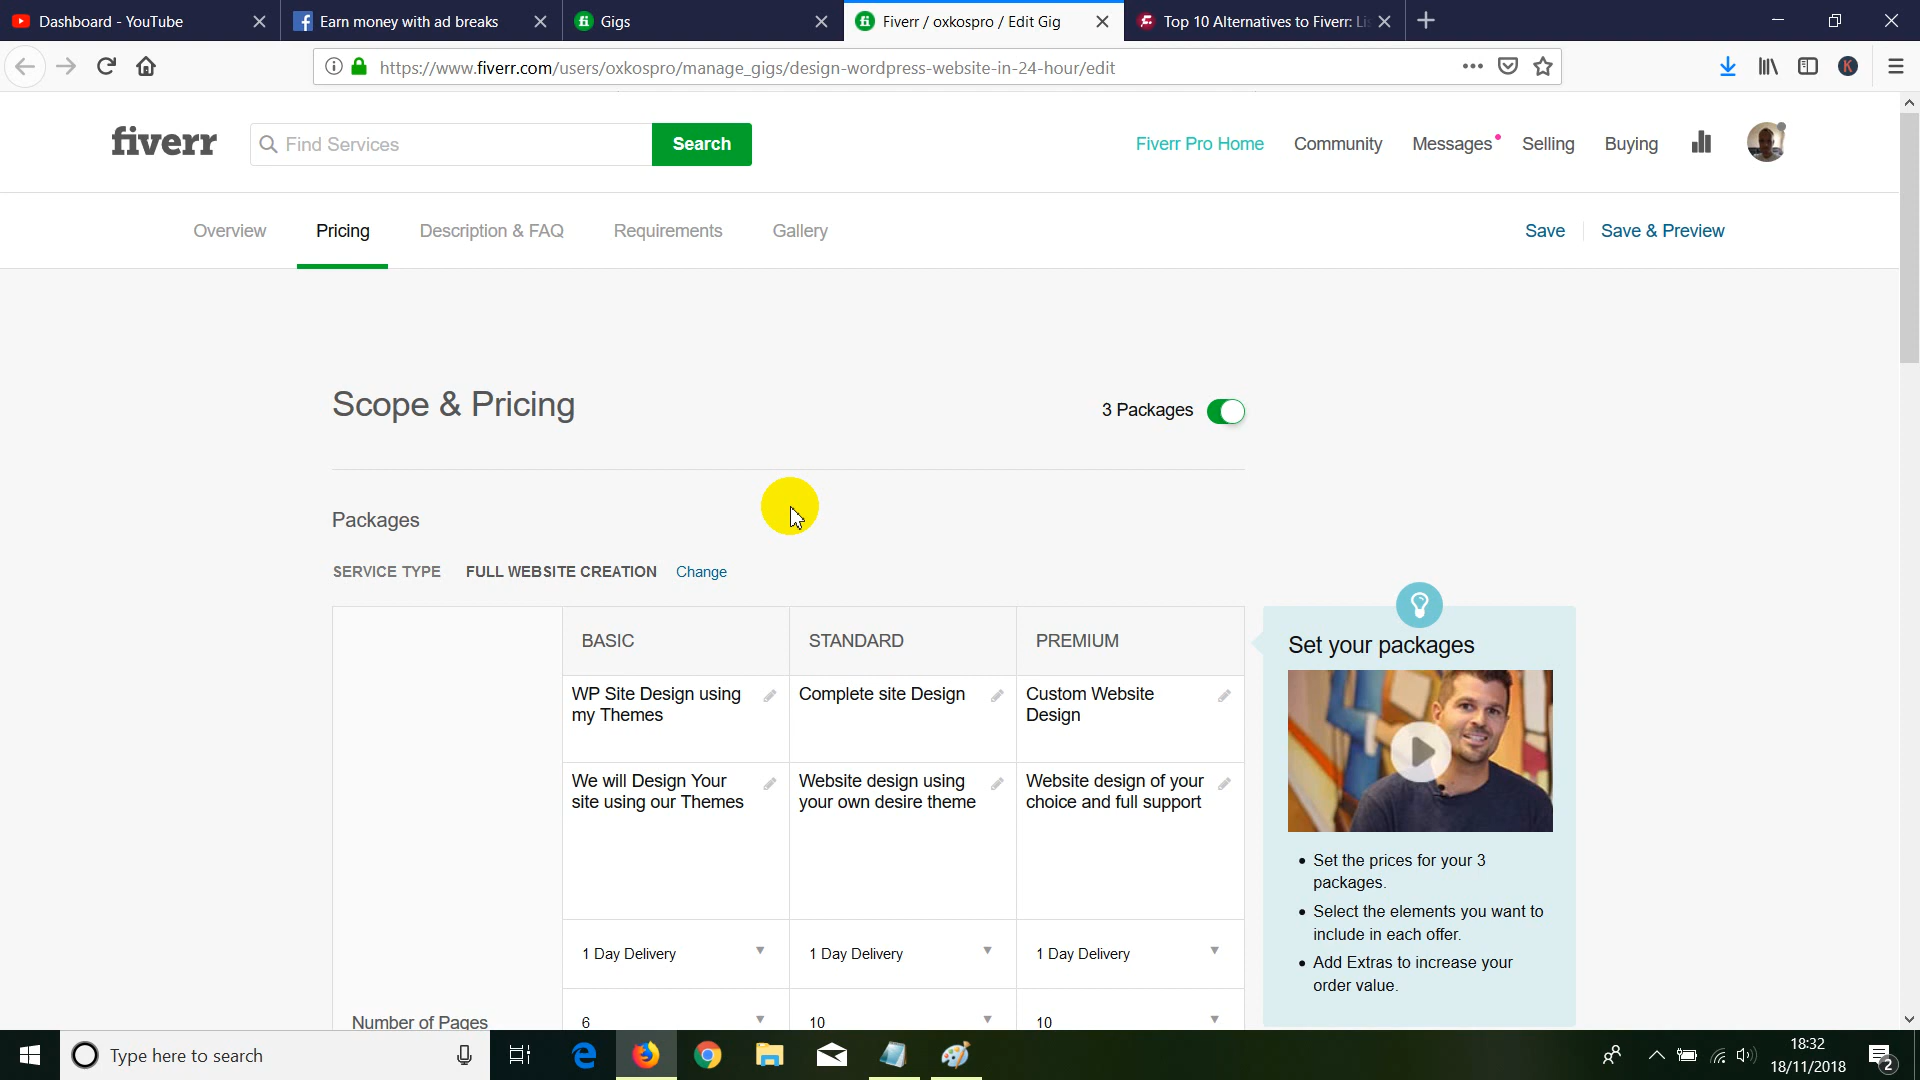 Dashboard - YouTube
Earn money with ad breaks
Gigs
Fiverr / oxkospro / Edit Gig
Top 10 Alternatives to Fiverr: Li
https://www.fiverr.com/users/oxkospro/manage_gigs/design-wordpress-website-in-24-hour/edit
K
fiverr
Find Services
Search
Fiverr Pro Home
Community
Messages
Selling
Buying
Overview
Pricing
Description & FAQ
Requirements
Gallery
Save
Save & Preview
Scope & Pricing
3 Packages
Packages
SERVICE TYPE FULL WEBSITE CREATION Change
BASIC
STANDARD
PREMIUM
WP Site Design using
my Themes
Complete site Design
Custom Website
Design
We will Design Your
site using our Themes
Website design using
your own desire theme
Website design of your
choice and full support
1 Day Delivery
1 Day Delivery
1 Day Delivery
Number of Pages
6
10
10
Set your packages
• Set the prices for your 3
packages.
• Select the elements you want to
include in each offer.
• Add Extras to increase your
order value.
Type here to search
18:32
18/11/2018
2